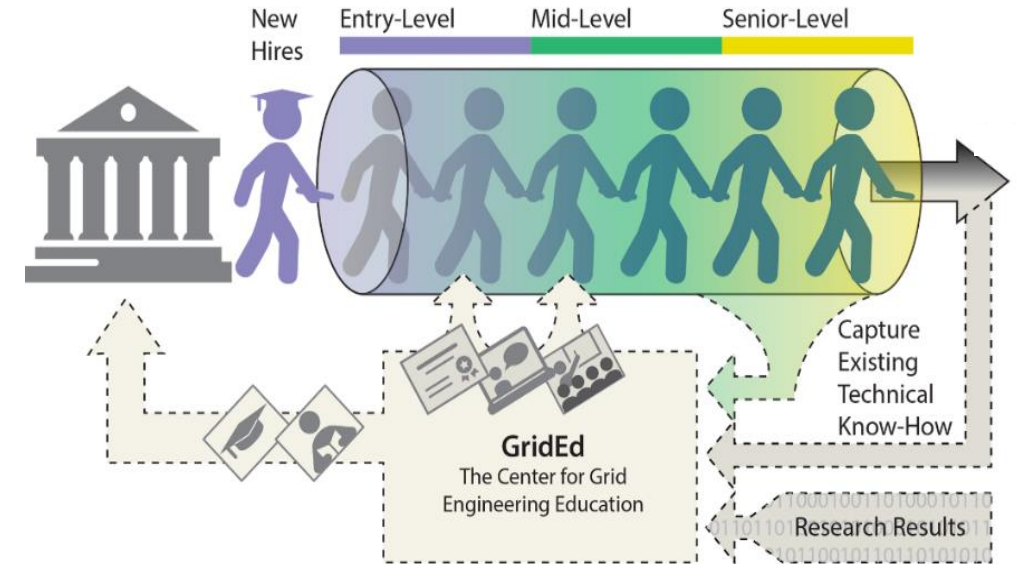 New
Hires
Entry-Level
Mid-Level
Senior-Level
Capture
Existing
Technical
Know-How
GridEd
The Center for Grid
Engineering Education
Research Results